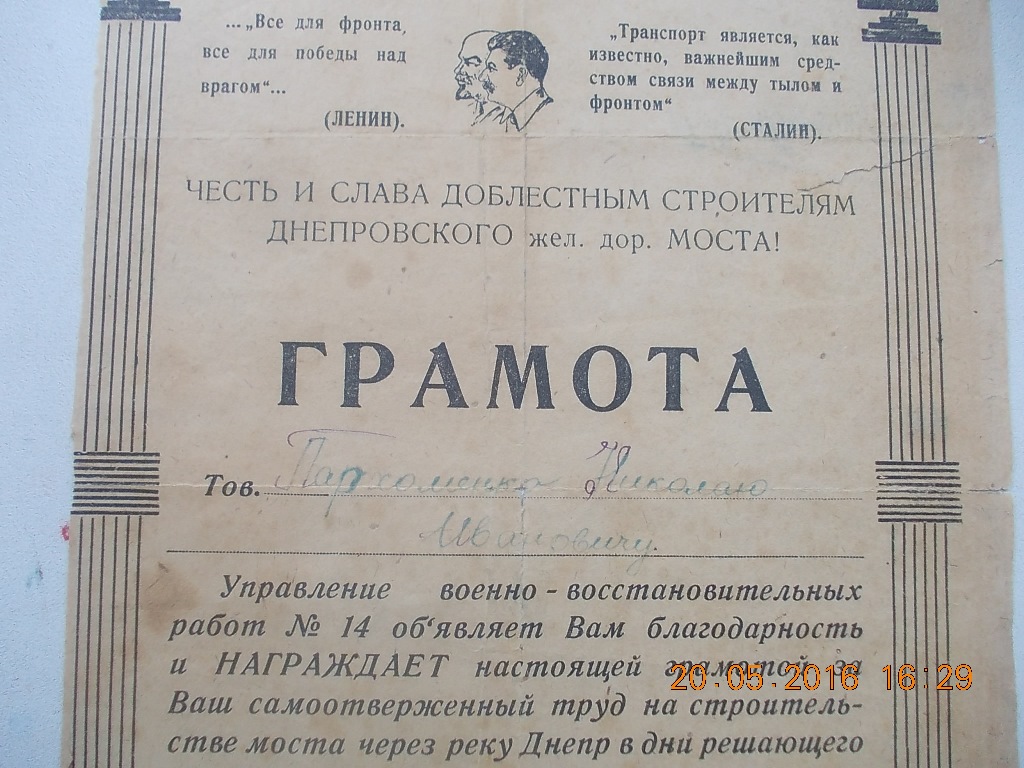 ...„Все для фронта,
все для победы над
врагом“...
(ЛЕНИН).
„Транспорт является, как
известно, важнейшим сред-
ством связи между тылом и
фронтом“
(СТАЛИН).
ЧЕСТЬ И СЛАВА ДОБЛЕСТНЫМ СТРОИТЕЛЯМ
ДНЕПРОВСКОГО жел. дор. МОСТА!
ГРАМОТА
Тов. Пархоменко Николаю
Ивановичу.
Управление военно-восстановительных
работ № 14 об‘являет Вам благодарность
и НАГРАЖДАЕТ настоящей грамотой за
Ваш самоотверженный труд на строитель-
стве моста через реку Днепр в дни решающего
20.05.2016 16:29